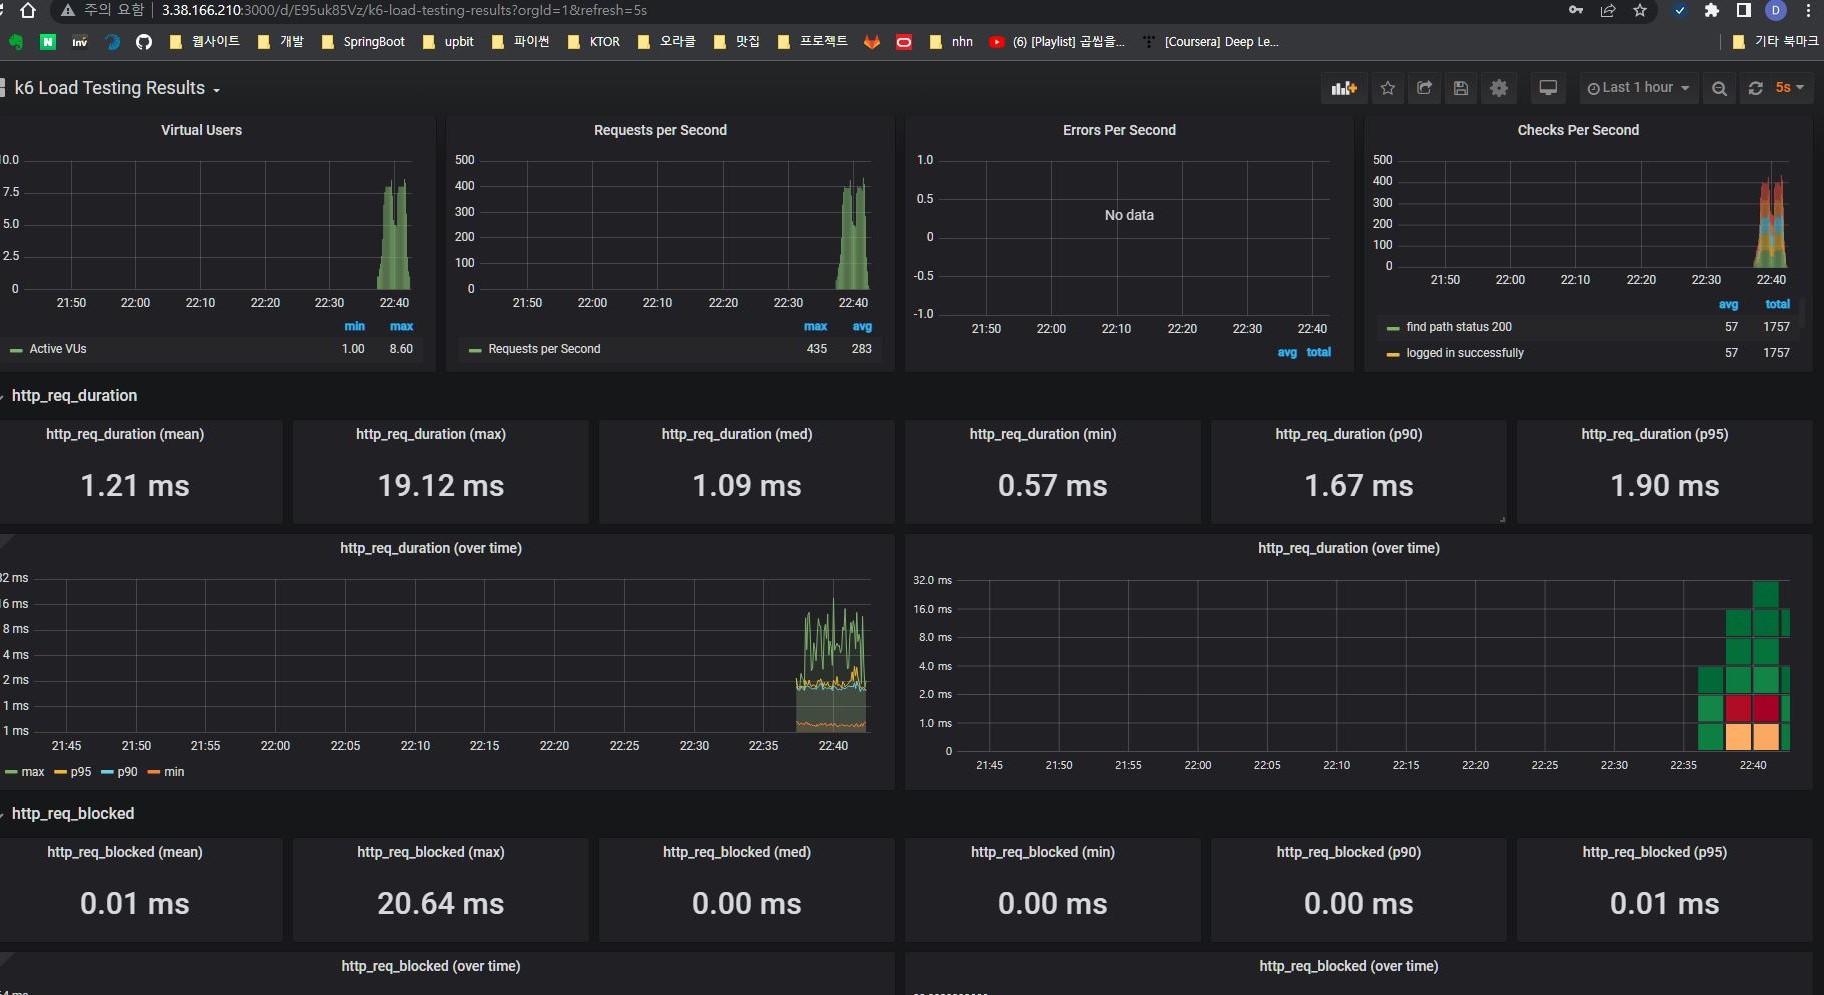 주의 요함 3.38.166.210:3000/d/E95uk85Vz/k6-load-testing-results?orgId=1&refresh=5s D
N Inv 웹사이트 개발 SpringBoot upbit 파이썬 KTOR 오라클 맛집 프로젝트 nhn (6) [Playlist] 곱씹을... [Coursera] Deep Le... 기타 북마크
k6 Load Testing Results Last 1 hour 5s
Virtual Users
10.0
7.5
5.0
2.5
0
21:50 22:00 22:10 22:20 22:30 22:40
min max
Active VUs 1.00 8.60
Requests per Second
500
400
300
200
100
0
21:50 22:00 22:10 22:20 22:30 22:40
max avg
Requests per Second 435 283
Errors Per Second
1.0
0.5
0
-0.5
-1.0
No data
21:50 22:00 22:10 22:20 22:30 22:40
avg total
Checks Per Second
500
400
300
200
100
0
21:50 22:00 22:10 22:20 22:30 22:40
avg total
find path status 200 57 1757
logged in successfully 57 1757
http_req_duration
http_req_duration (mean)
1.21 ms
http_req_duration (max)
19.12 ms
http_req_duration (med)
1.09 ms
http_req_duration (min)
0.57 ms
http_req_duration (p90)
1.67 ms
http_req_duration (p95)
1.90 ms
http_req_duration (over time)
32 ms
16 ms
8 ms
4 ms
2 ms
1 ms
1 ms
21:45 21:50 21:55 22:00 22:05 22:10 22:15 22:20 22:25 22:30 22:35 22:40
max p95 p90 min
http_req_duration (over time)
32.0 ms
16.0 ms
8.0 ms
4.0 ms
2.0 ms
1.0 ms
0
21:45 21:50 21:55 22:00 22:05 22:10 22:15 22:20 22:25 22:30 22:35 22:40
http_req_blocked
http_req_blocked (mean)
0.01 ms
http_req_blocked (max)
20.64 ms
http_req_blocked (med)
0.00 ms
http_req_blocked (min)
0.00 ms
http_req_blocked (p90)
0.00 ms
http_req_blocked (p95)
0.01 ms
http_req_blocked (over time)
http_req_blocked (over time)